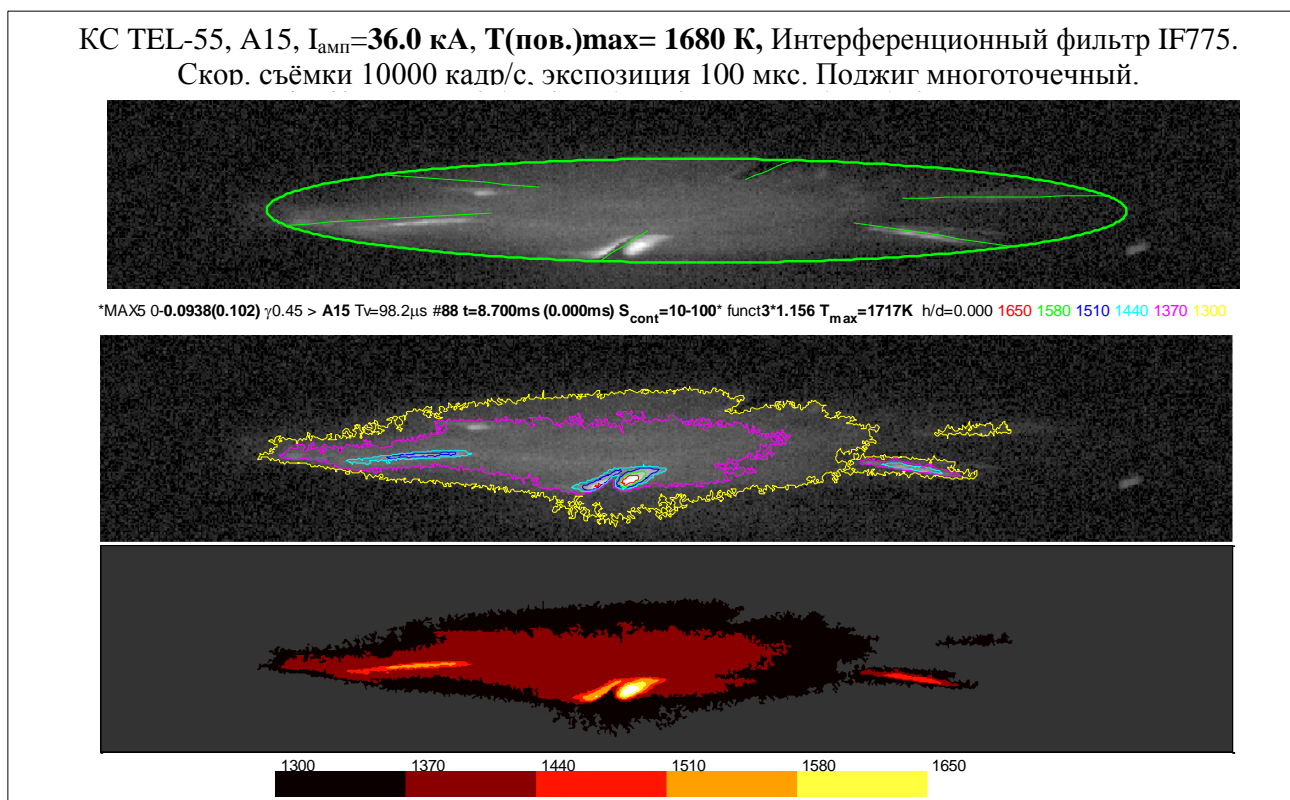 КС TEL-55, А15, Iамп=36.0 кА, Т(пов.)max= 1680 К, Интерференционный фильтр IF775.
Скор. съёмки 10000 кадр/с, экспозиция 100 мкс. Поджиг многоточечный.
*MAX5 0-0.0938(0.102) γ0.45 > A15 Tv=98.2μs #88 t=8.700ms (0.000ms) Scont=10-100* funct3*1.156 Tmax=1717K h/d=0.000 1650 1580 1510 1440 1370 1300
1300 1370 1440 1510 1580 1650